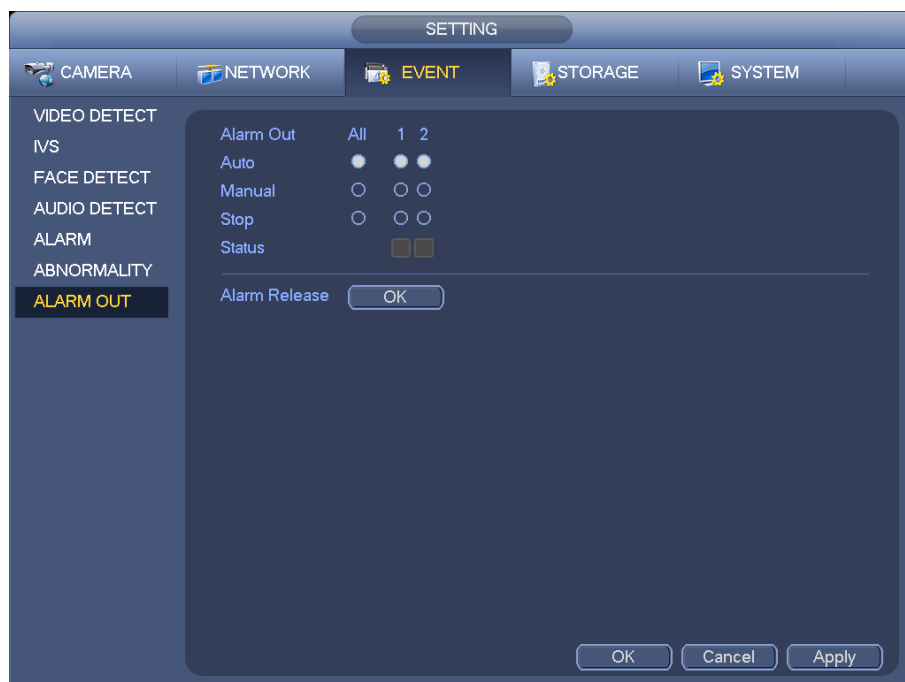 SETTING
CAMERA NETWORK EVENT STORAGE SYSTEM
VIDEO DETECT
IVS
FACE DETECT
AUDIO DETECT
ALARM
ABNORMALITY
ALARM OUT
Alarm Out All 1 2
Auto
Manual
Stop
Status
Alarm Release OK
OK Cancel Apply